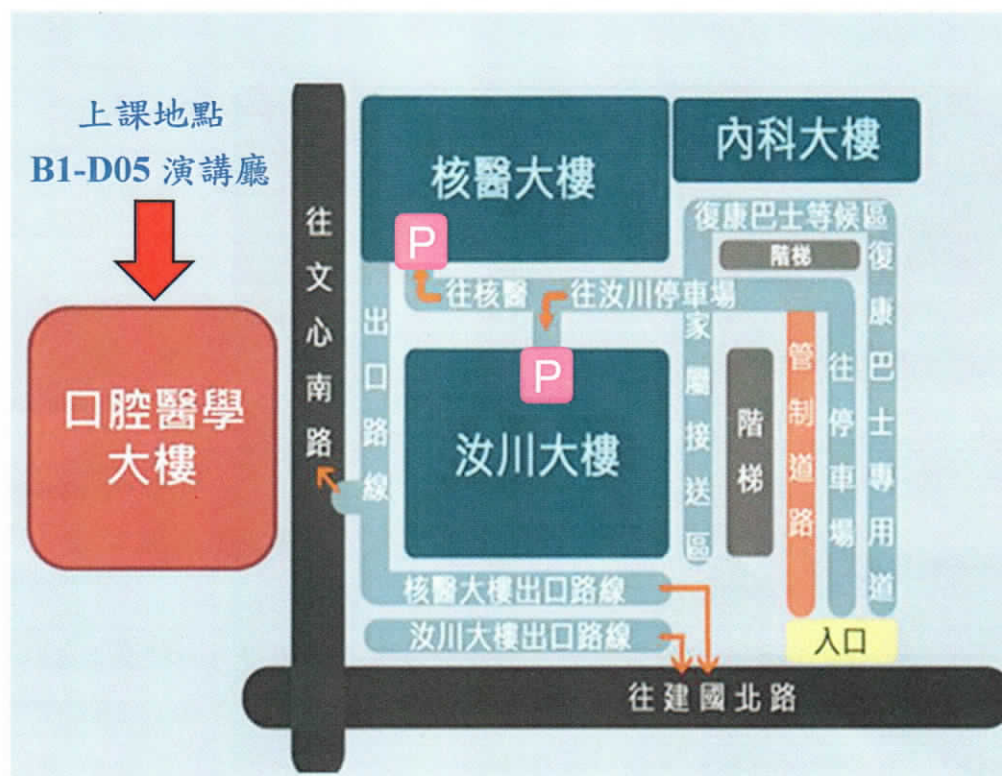 上課地點
B1-D05 演講廳
口腔醫學
大樓
往文心南路
核醫大樓
P
內科大樓
復康巴士等候區
階梯
復康巴士專用道
往核醫
往汝川停車場
出口路線
P
汝川大樓
家屬接送區
階梯
管制道路
往停車場
核醫大樓出口路線
汝川大樓出口路線
入口
往建國北路